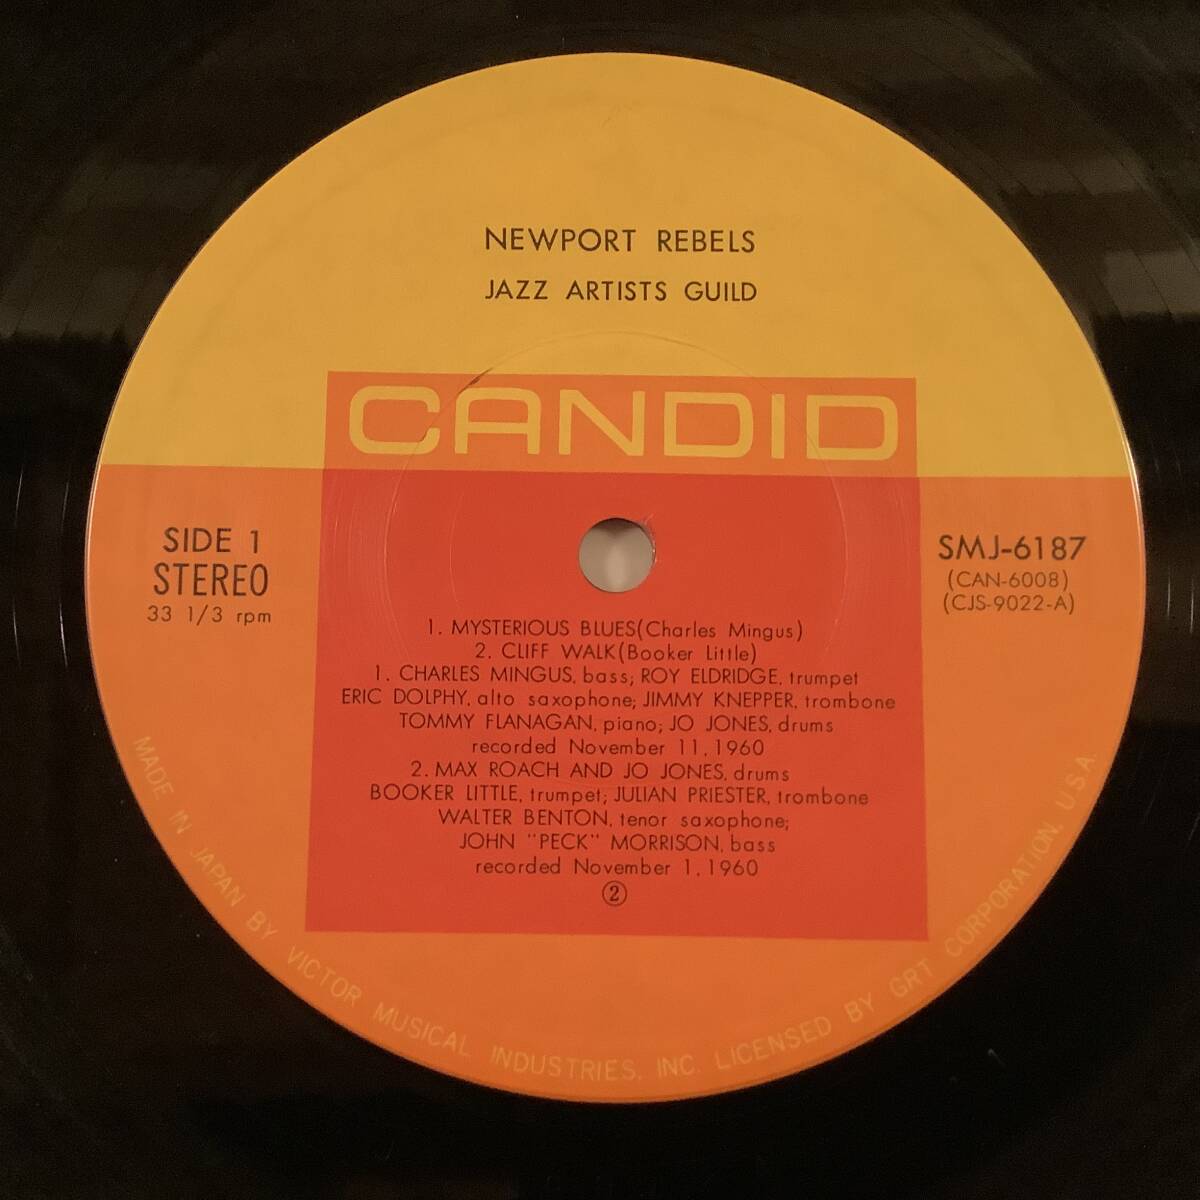 NEWPORT REBELS
JAZZ ARTISTS GUILD
CANDID
SIDE 1
STEREO
33 1/3 rpm
SMJ-6187
(CAN-6008)
(CJS-9022-A)
1. MYSTERIOUS BLUES(Charles Mingus)
2. CLIFF WALK(Booker Little)
1. CHARLES MINGUS, bass; ROY ELDRIDGE, trumpet
ERIC DOLPHY, alto saxophone; JIMMY KNEPPER, trombone
TOMMY FLANAGAN, piano; JO JONES, drums
recorded November 11, 1960
2. MAX ROACH AND JO JONES, drums
BOOKER LITTLE, trumpet; JULIAN PRIESTER, trombone
WALTER BENTON, tenor saxophone;
JOHN "PECK" MORRISON, bass
recorded November 1, 1960
②
MADE IN JAPAN BY VICTOR MUSICAL INDUSTRIES, INC. LICENSED BY GRT CORPORATION, U.S.A.